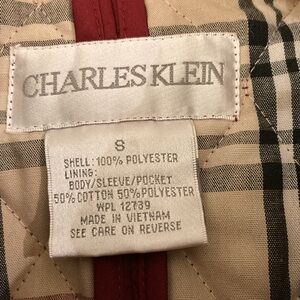 CHARLES KLEIN
S
SHELL: 100% POLYESTER
LINING:
BODY/SLEEVE/POCKET
50% COTTON 50% POLYESTER
WPL 12739
MADE IN VIETNAM
SEE CARE ON REVERSE